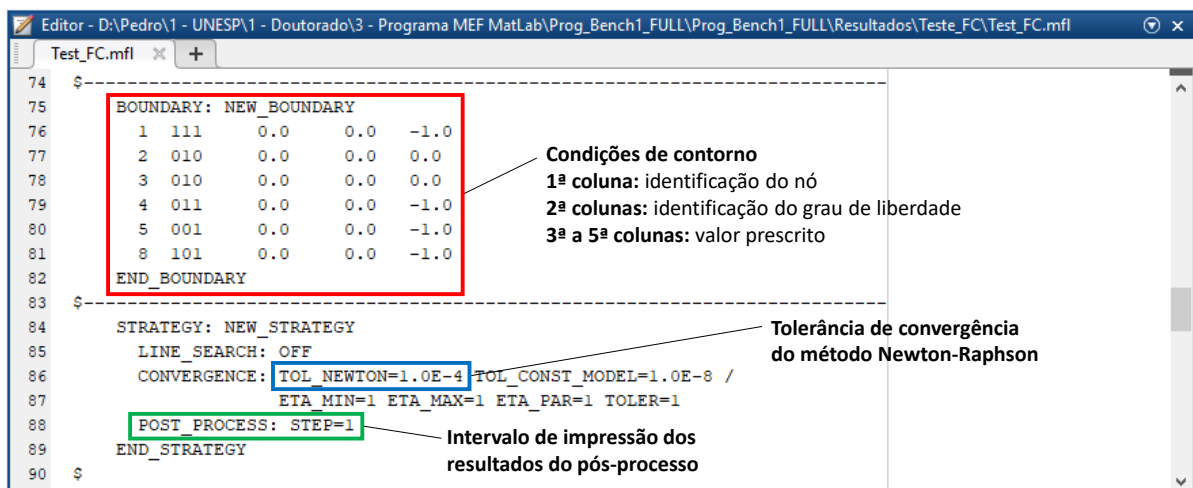 Editor - D:\Pedro\1 - UNESP\1 - Doutorado\3 - Programa MEF MatLab\Prog_Bench1_FULL\Prog_Bench1_FULL\Resultados\Teste_FC\Test_FC.mfl
Test_FC.mfl
74 $--------------------------------------------------------------------------
75 BOUNDARY: NEW_BOUNDARY
76 1 111 0.0 0.0 -1.0
77 2 010 0.0 0.0 0.0
78 3 010 0.0 0.0 0.0
79 4 011 0.0 0.0 -1.0
80 5 001 0.0 0.0 -1.0
81 8 101 0.0 0.0 -1.0
82 END_BOUNDARY
Condições de contorno
1ª coluna: identificação do nó
2ª colunas: identificação do grau de liberdade
3ª a 5ª colunas: valor prescrito
83 $--------------------------------------------------------------------------
84 STRATEGY: NEW_STRATEGY
85 LINE_SEARCH: OFF
86 CONVERGENCE: TOL_NEWTON=1.0E-4 TOL_CONST_MODEL=1.0E-8 /
87 ETA_MIN=1 ETA_MAX=1 ETA_PAR=1 TOLER=1
88 POST_PROCESS: STEP=1
89 END_STRATEGY
90 $
Tolerância de convergência
do método Newton-Raphson
Intervalo de impressão dos
resultados do pós-processo